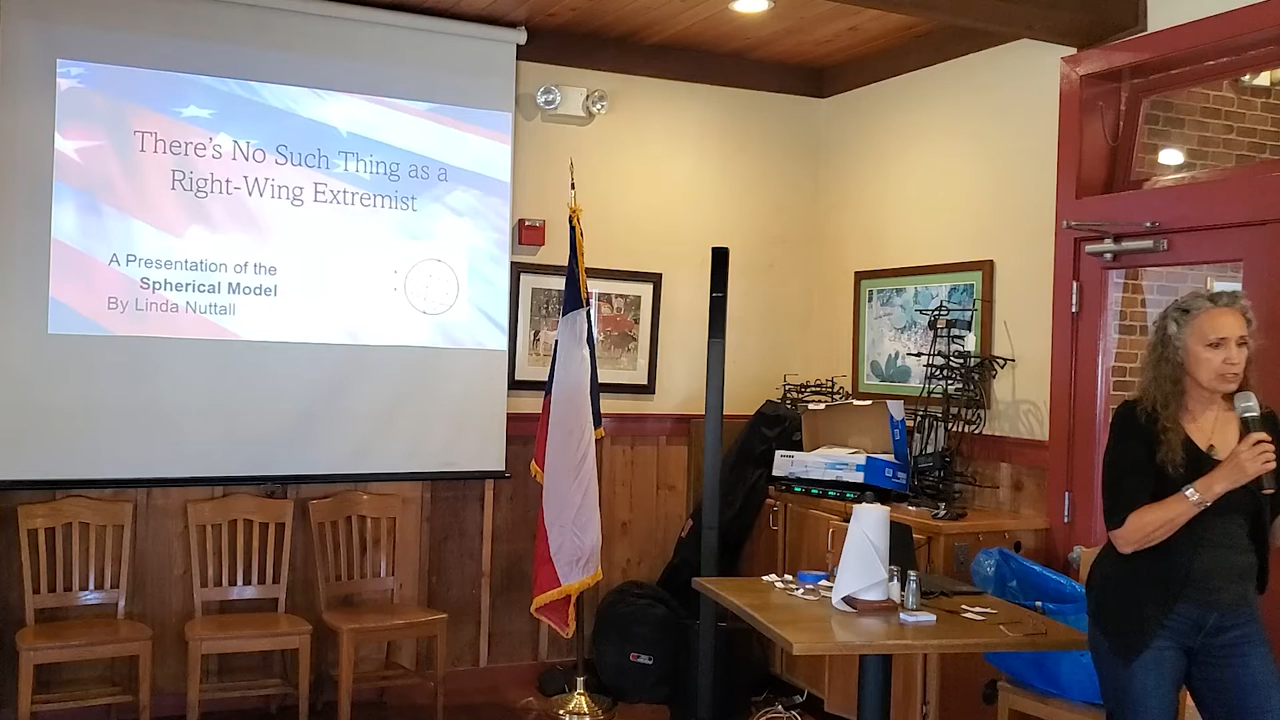 There's No Such Thing as a
Right-Wing Extremist
A Presentation of the
Spherical Model
By Linda Nuttall